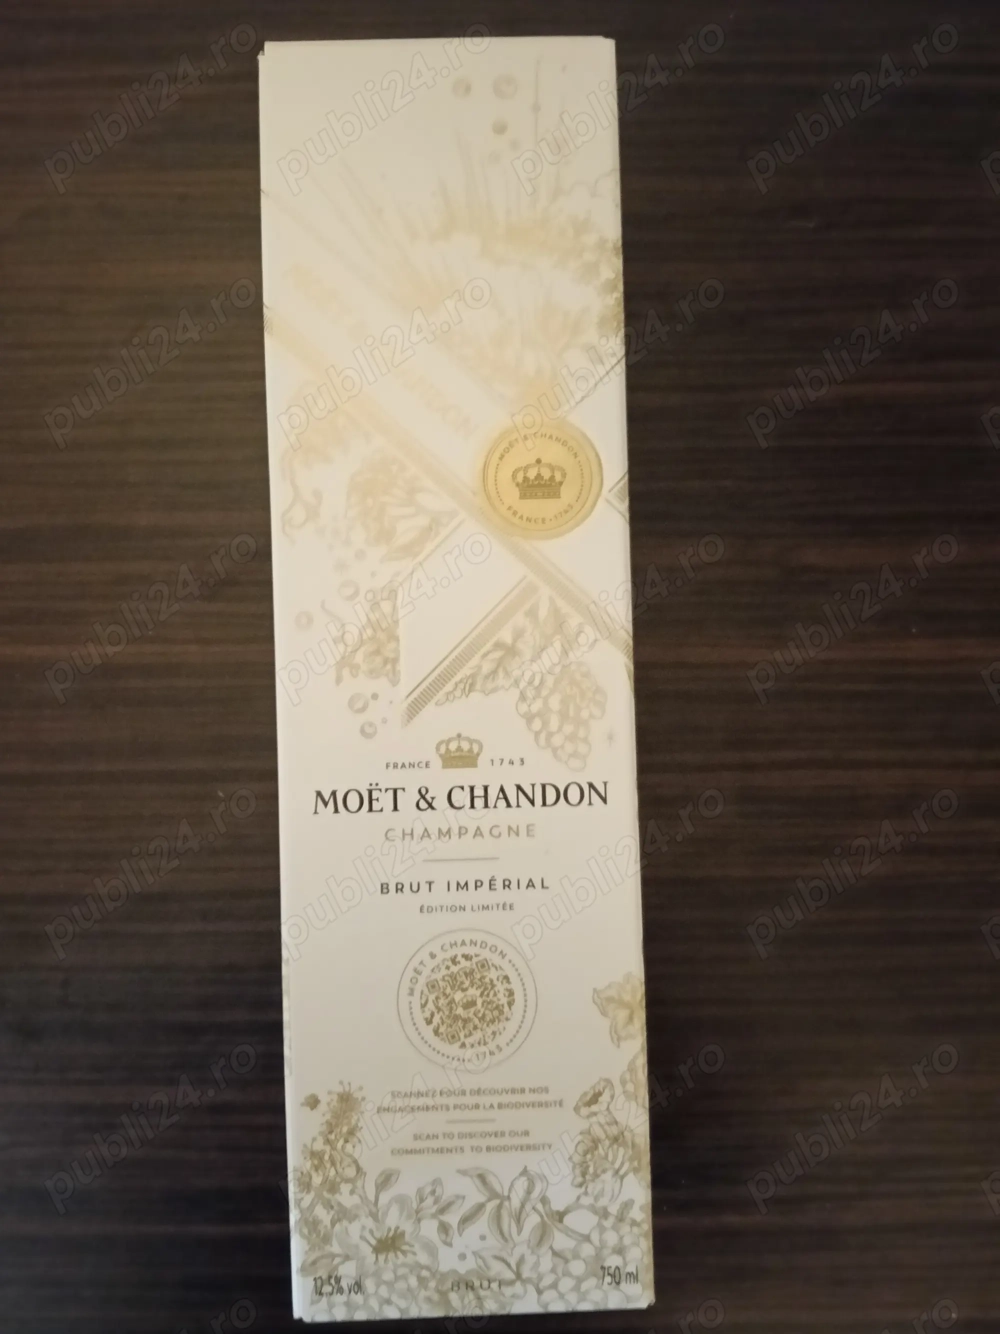 MOËT & CHANDON
FRANCE • 1743
FRANCE 1743
MOËT & CHANDON
CHAMPAGNE
BRUT IMPÉRIAL
ÉDITION LIMITÉE
MOËT & CHANDON
1743
SCANNEZ POUR DÉCOUVRIR NOS
ENGAGEMENTS POUR LA BIODIVERSITÉ
SCAN TO DISCOVER OUR
COMMITMENTS TO BIODIVERSITY
12.5% vol. BRUT 750 ml
publi24.ro